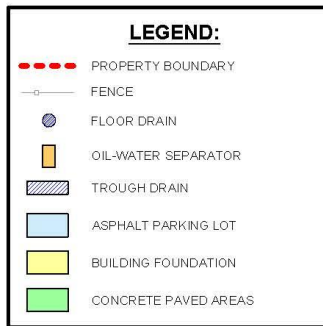 LEGEND:
PROPERTY BOUNDARY
FENCE
FLOOR DRAIN
OIL-WATER SEPARATOR
TROUGH DRAIN
ASPHALT PARKING LOT
BUILDING FOUNDATION
CONCRETE PAVED AREAS